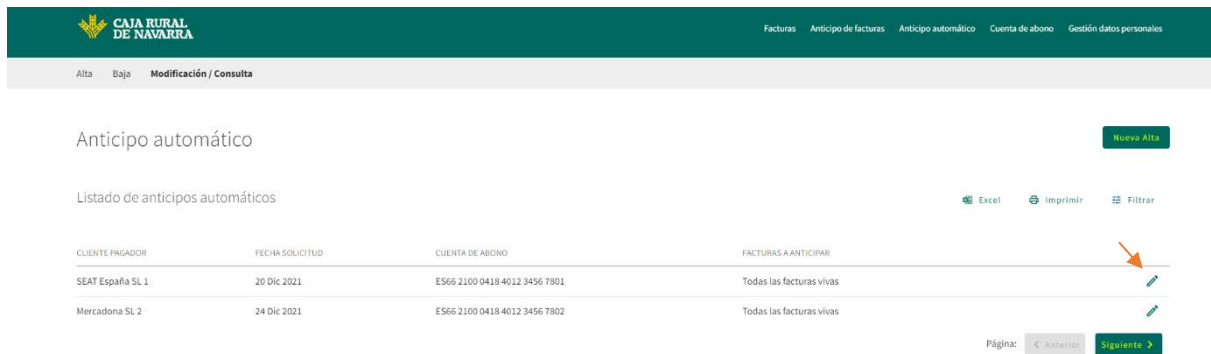 CAJA RURAL
DE NAVARRA
Facturas Anticipo de facturas Anticipo automático Cuenta de abono Gestión datos personales
Alta Baja Modificación / Consulta
Anticipo automático
Nueva Alta
Listado de anticipos automáticos
Excel Imprimir Filtrar
CLIENTE PAGADOR FECHA SOLICITUD CUENTA DE ABONO FACTURAS A ANTICIPAR
SEAT España SL 1 20 Dic 2021 ES66 2100 0418 4012 3456 7801 Todas las facturas vivas
Mercadona SL 2 24 Dic 2021 ES66 2100 0418 4012 3456 7802 Todas las facturas vivas
Página: < Anterior Siguiente >